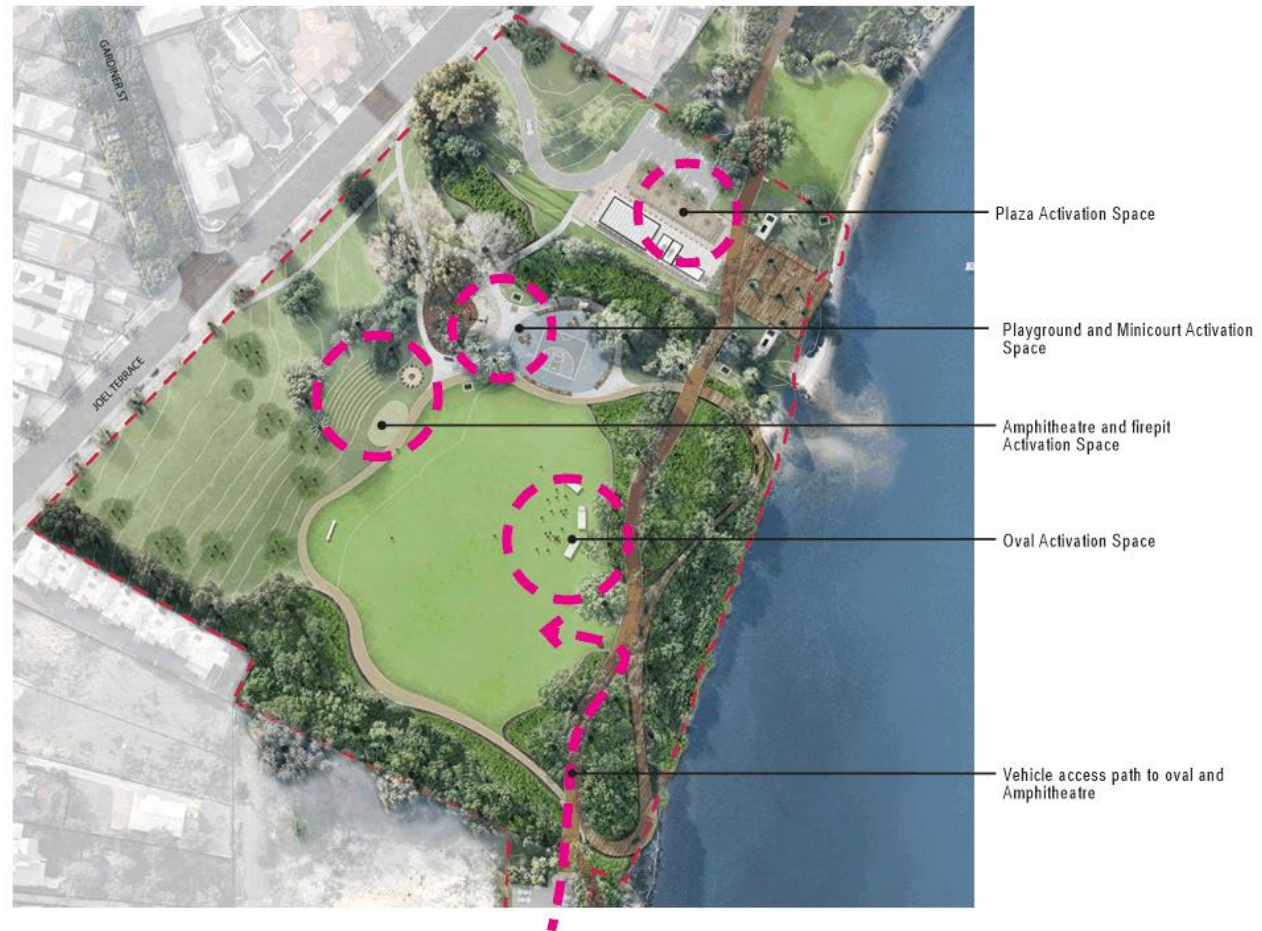 GARDINER ST
JOEL TERRACE
Plaza Activation Space
Playground and Minicourt Activation
Space
Amphitheatre and firepit
Activation Space
Oval Activation Space
Vehicle access path to oval and
Amphitheatre